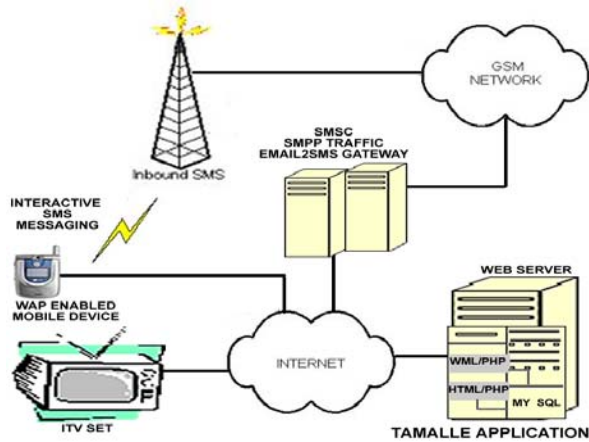 GSM
NETWORK
SMSC
SMPP TRAFFIC
EMAIL2SMS GATEWAY
Inbound SMS
INTERACTIVE
SMS
MESSAGING
WAP ENABLED
MOBILE DEVICE
WEB SERVER
INTERNET
WML/PHP
HTML/PHP
MY SQL
ITV SET
TAMALLE APPLICATION